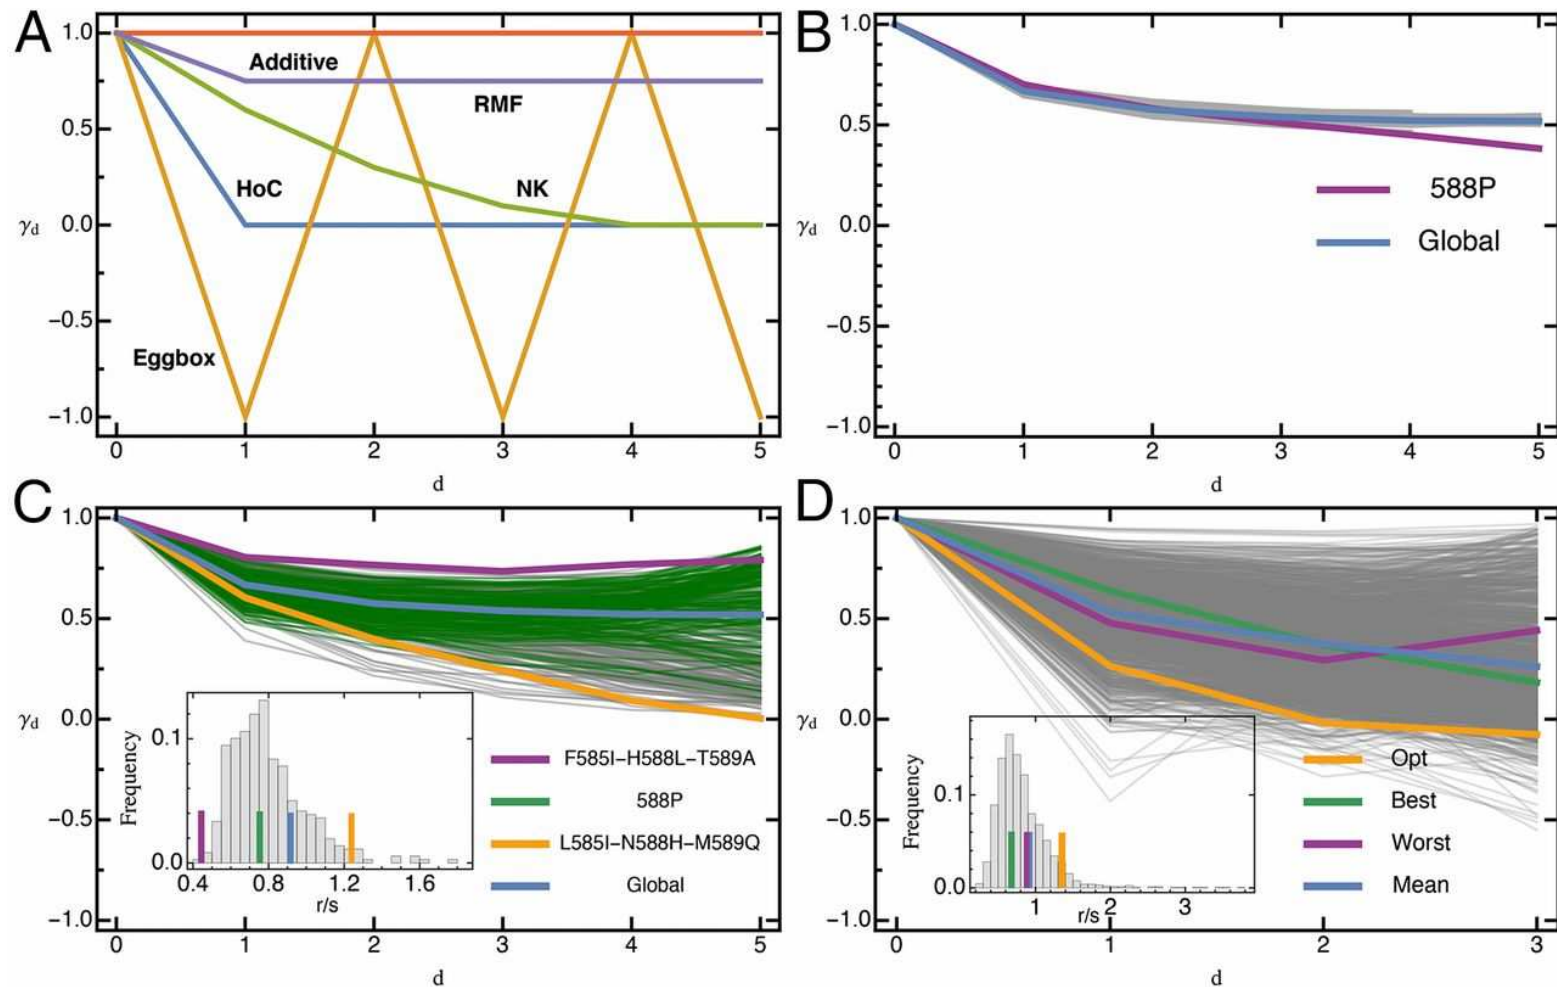 A
1.0
0.5
0.0
−0.5
−1.0
γd
Additive
RMF
HoC
NK
Eggbox
0 1 2 3 4 5
d
B
1.0
0.5
0.0
−0.5
−1.0
γd
588P
Global
0 1 2 3 4 5
d
C
1.0
0.5
0.0
−0.5
−1.0
γd
Frequency
0.1
0.0
0.4 0.8 1.2 1.6
r/s
F585I−H588L−T589A
588P
L585I−N588H−M589Q
Global
0 1 2 3 4 5
d
D
1.0
0.5
0.0
−0.5
−1.0
γd
Frequency
0.1
0.0
1 2 3
r/s
Opt
Best
Worst
Mean
0 1 2 3
d